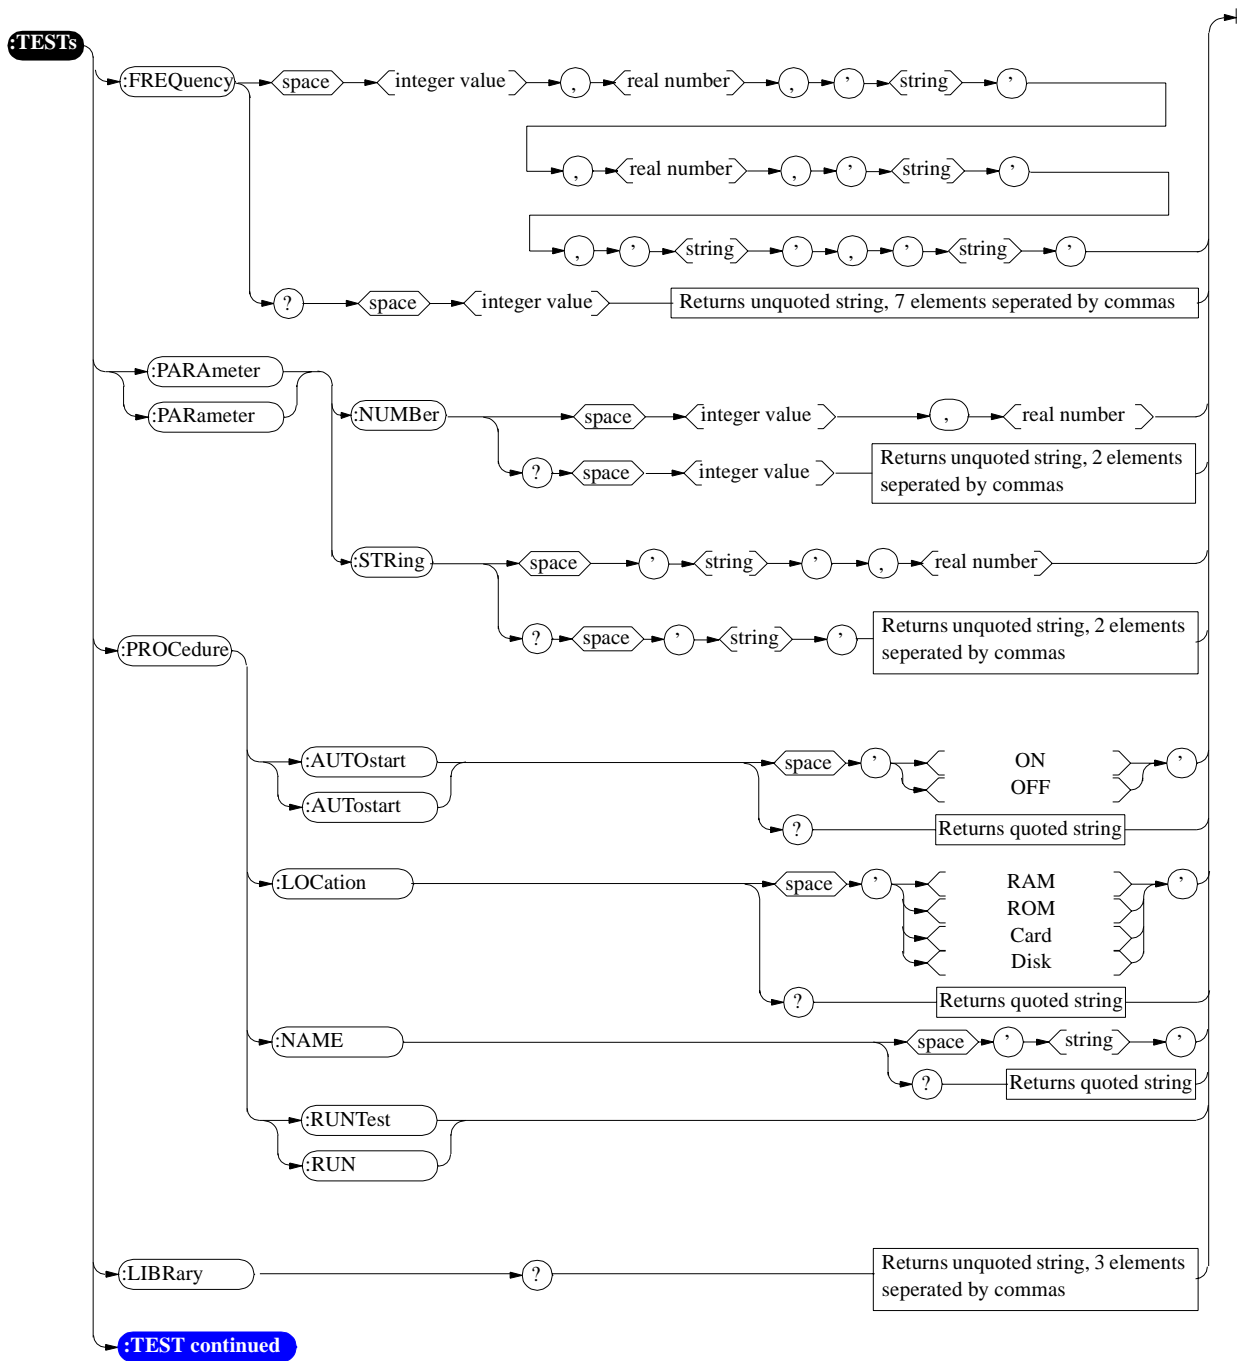 :TESTs
:FREQuency space integer value , real number , ’ string ’
, real number , ’ string ’
, ’ string ’ , ’ string ’
? space integer value Returns unquoted string, 7 elements seperated by commas
:PARAmeter
:PARameter
:NUMBer space integer value , real number
? space integer value Returns unquoted string, 2 elements
seperated by commas
:STRing space ’ string ’ , real number
? space ’ string ’ Returns unquoted string, 2 elements
seperated by commas
:PROCedure
:AUTOstart space ’ ON ’
OFF
:AUTostart
? Returns quoted string
:LOCation space ’ RAM ’
ROM
Card
Disk
? Returns quoted string
:NAME space ’ string ’
? Returns quoted string
:RUNTest
:RUN
:LIBRary ? Returns unquoted string, 3 elements
seperated by commas
:TEST continued